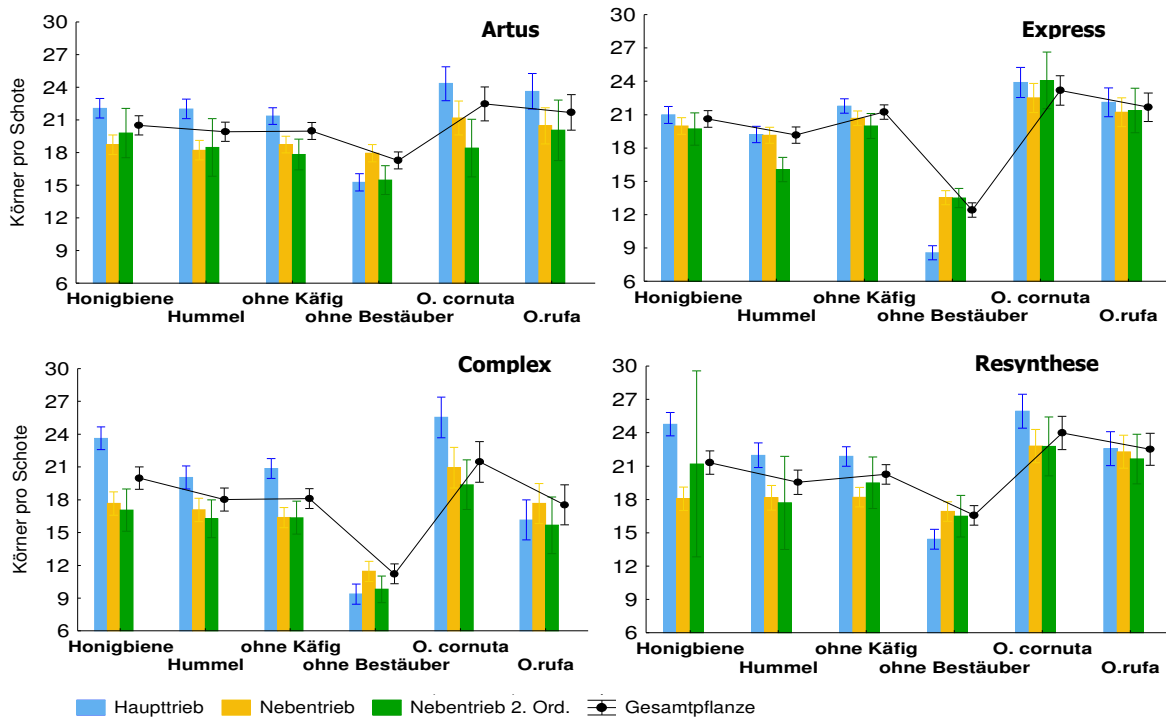 Artus
Körner pro Schote
30
27
24
21
18
15
12
9
6
Honigbiene ohne Käfig O. cornuta
Hummel ohne Bestäuber O.rufa
Express
30
27
24
21
18
15
12
9
6
Honigbiene ohne Käfig O. cornuta
Hummel ohne Bestäuber O.rufa
Complex
Körner pro Schote
30
27
24
21
18
15
12
9
6
Honigbiene ohne Käfig O. cornuta
Hummel ohne Bestäuber O.rufa
Resynthese
30
27
24
21
18
15
12
9
6
Honigbiene ohne Käfig O. cornuta
Hummel ohne Bestäuber O.rufa
Haupttrieb Nebentrieb Nebentrieb 2. Ord. Gesamtpflanze